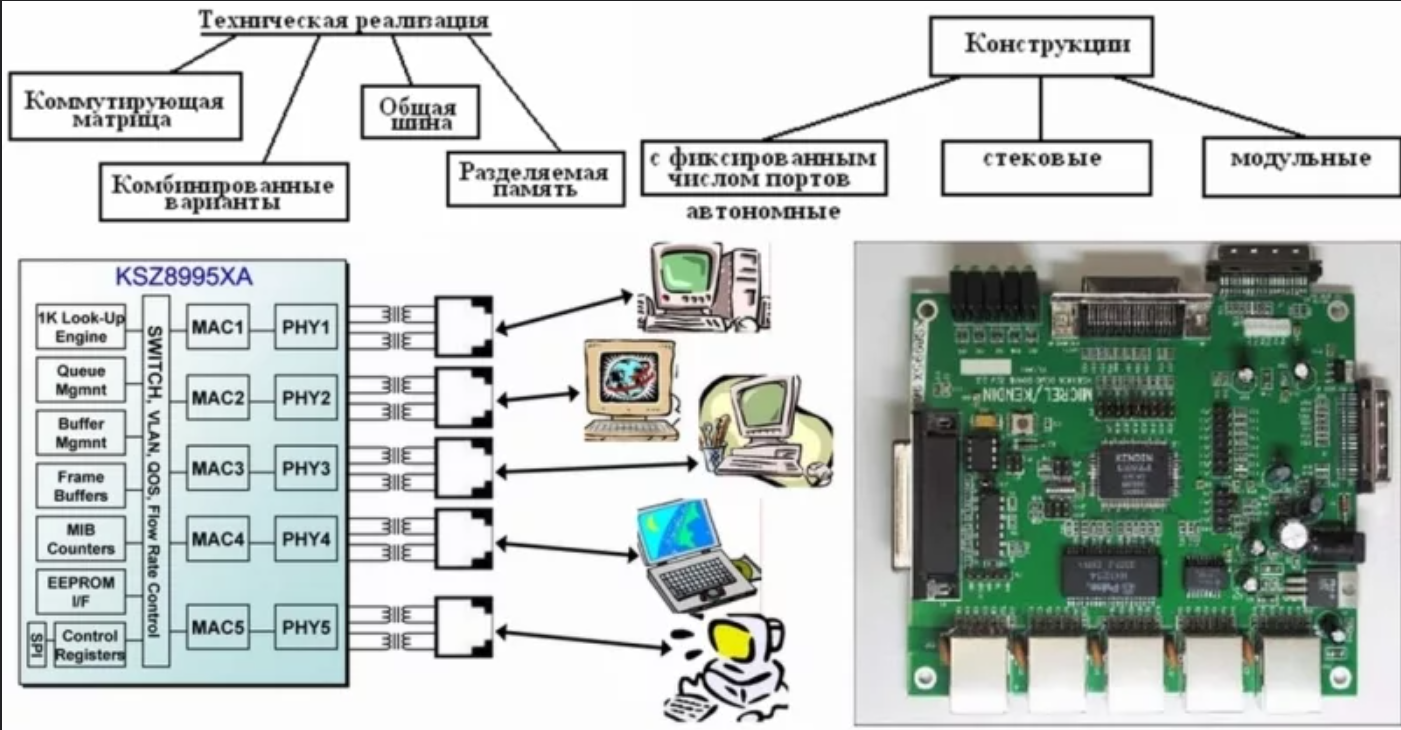 Техническая реализация
Коммутирующая
матрица
Комбинированные
варианты
Общая
шина
Разделяемая
память
Конструкции
с фиксированным
числом портов
автономные
стековые
модульные
KSZ8995XA
1K Look-Up
Engine
Queue
Mgmnt
Buffer
Mgmnt
Frame
Buffers
MIB
Counters
EEPROM
I/F
SPI
Control
Registers
SWITCH, VLAN, QOS, Flow Rate Control
MAC1
PHY1
MAC2
PHY2
MAC3
PHY3
MAC4
PHY4
MAC5
PHY5
MICREL/KENDIN